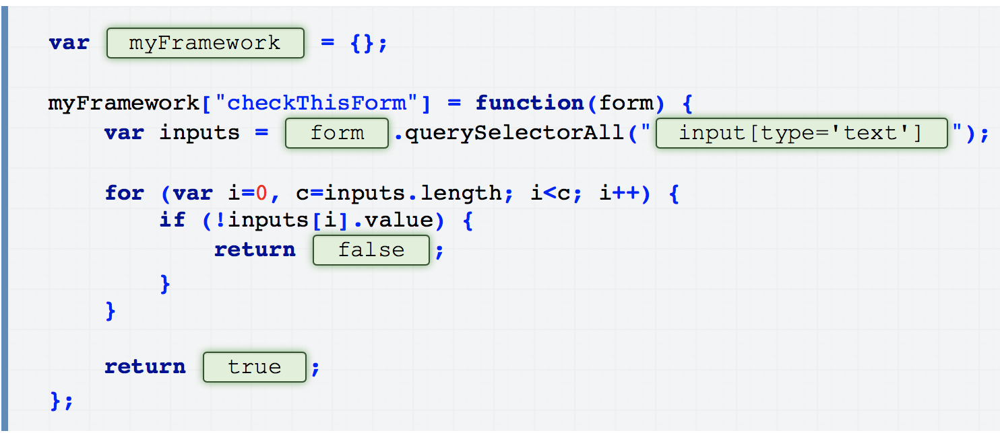 var myFramework = {};
myFramework["checkThisForm"] = function(form) {
var inputs = form.querySelectorAll("input[type='text']");
for (var i=0, c=inputs.length; i<c; i++) {
if (!inputs[i].value) {
return false;
}
}
return true;
};